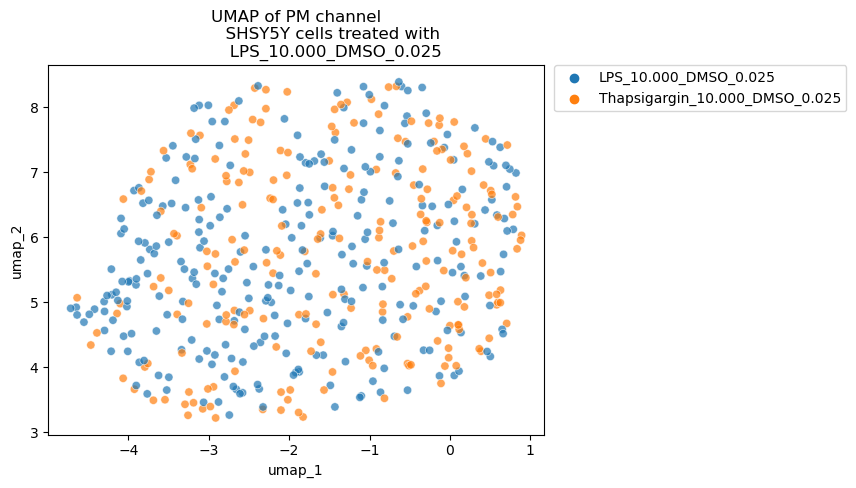 UMAP of PM channel
SHSY5Y cells treated with
LPS_10.000_DMSO_0.025
LPS_10.000_DMSO_0.025
Thapsigargin_10.000_DMSO_0.025
umap_2
8
7
6
5
4
3
−4
−3
−2
−1
0
1
umap_1